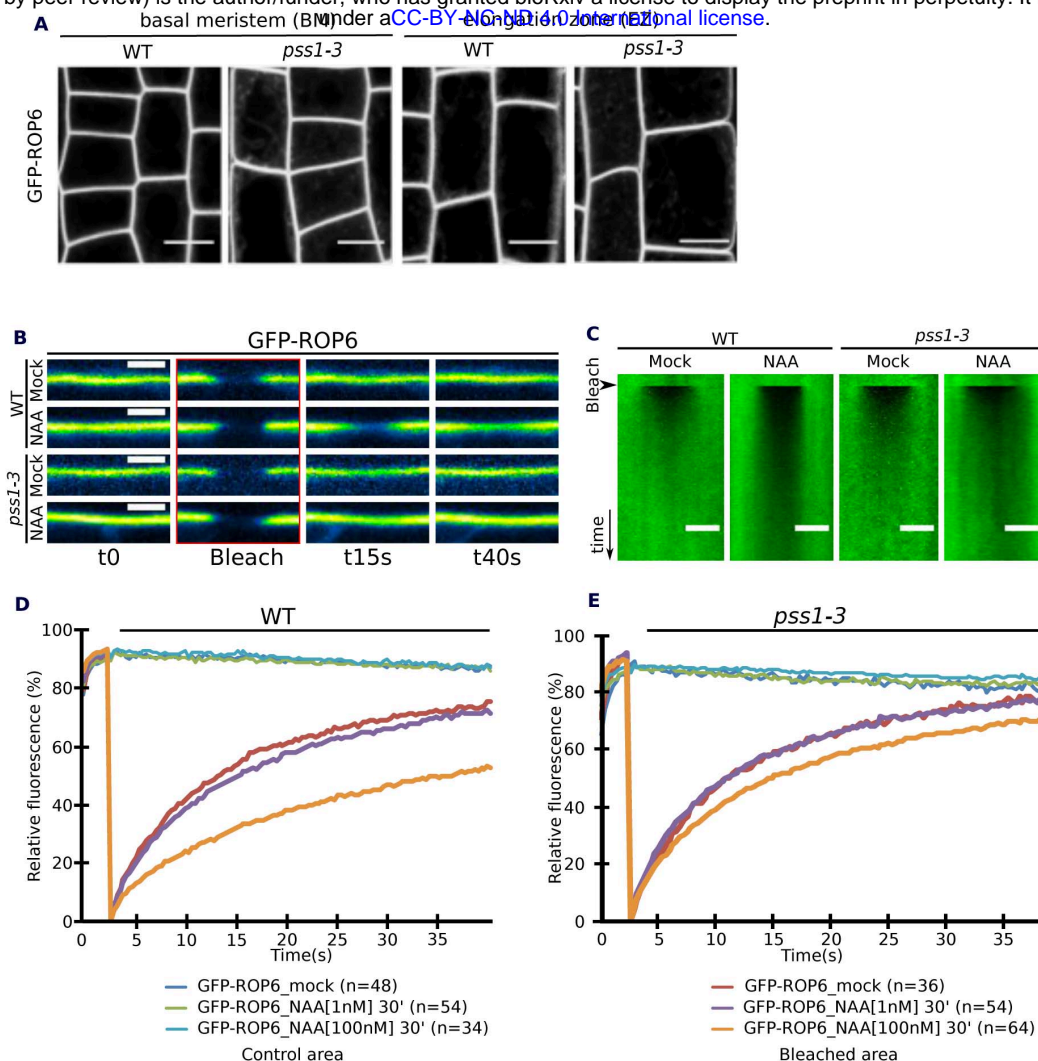 by peer review) is the author/funder, who has granted bioRxiv a license to display the preprint in perpetuity. It
under aCC-BY-NC-ND 4.0 International license.
A
basal meristem (BM) elongation zone (EZ)
WT pss1-3 WT pss1-3
GFP-ROP6
B
GFP-ROP6
WT
Mock
NAA
pss1-3
Mock
NAA
t0 Bleach t15s t40s
C
WT pss1-3
Mock NAA Mock NAA
Bleach
time
D
WT
Relative fluorescence (%)
100
80
60
40
20
0
0 5 10 15 20 25 30 35
Time(s)
E
pss1-3
Relative fluorescence (%)
100
80
60
40
20
0
0 5 10 15 20 25 30 35
Time(s)
GFP-ROP6_mock (n=48)
GFP-ROP6_NAA[1nM] 30' (n=54)
GFP-ROP6_NAA[100nM] 30' (n=34)
Control area
GFP-ROP6_mock (n=36)
GFP-ROP6_NAA[1nM] 30' (n=54)
GFP-ROP6_NAA[100nM] 30' (n=64)
Bleached area